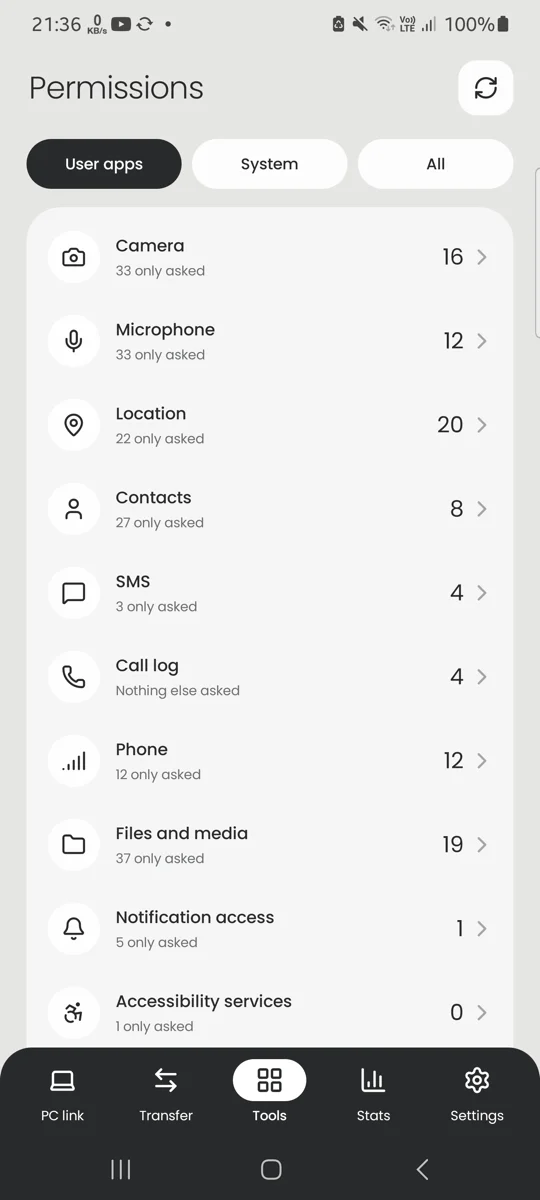 21:36 0 KB/s Vo)) LTE 100%
Permissions
User apps System All
Camera
33 only asked
16
Microphone
33 only asked
12
Location
22 only asked
20
Contacts
27 only asked
8
SMS
3 only asked
4
Call log
Nothing else asked
4
Phone
12 only asked
12
Files and media
37 only asked
19
Notification access
5 only asked
1
Accessibility services
1 only asked
0
PC link Transfer Tools Stats Settings